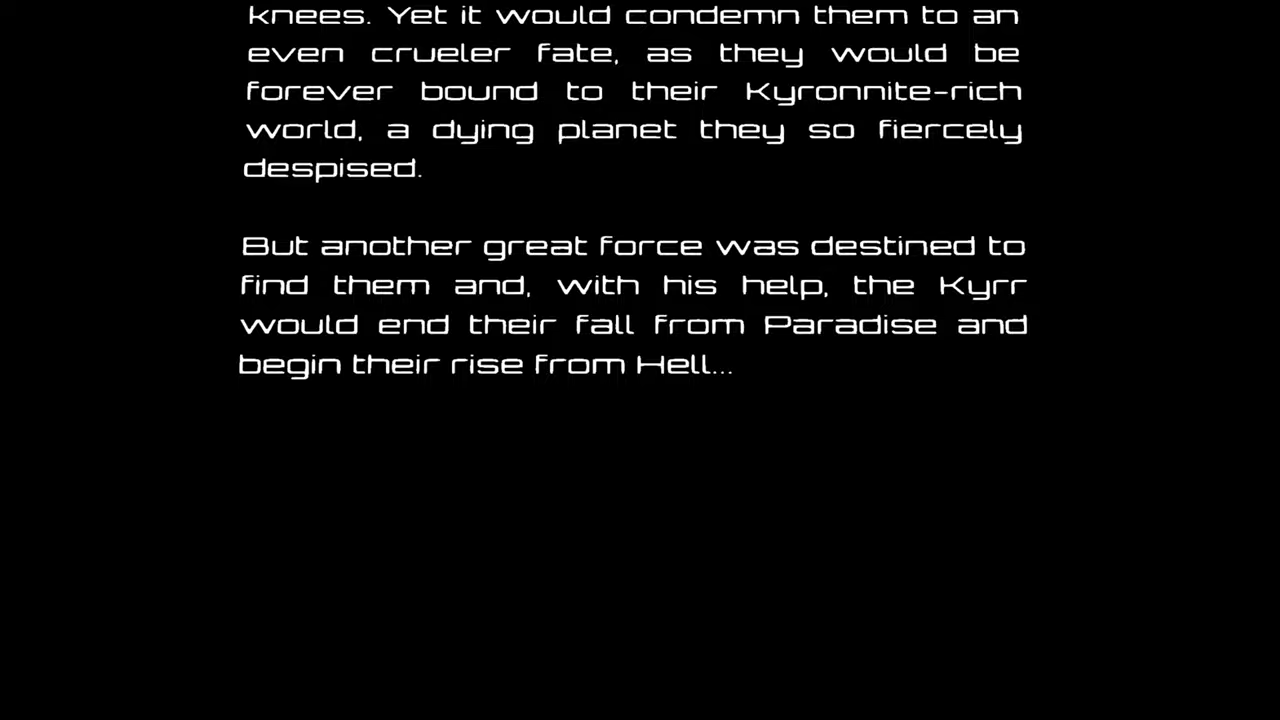 knees. Yet it would condemn them to an
even crueler fate, as they would be
forever bound to their Kyronnite-rich
world, a dying planet they so fiercely
despised.
But another great force was destined to
find them and, with his help, the Kyrr
would end their fall from Paradise and
begin their rise from Hell...